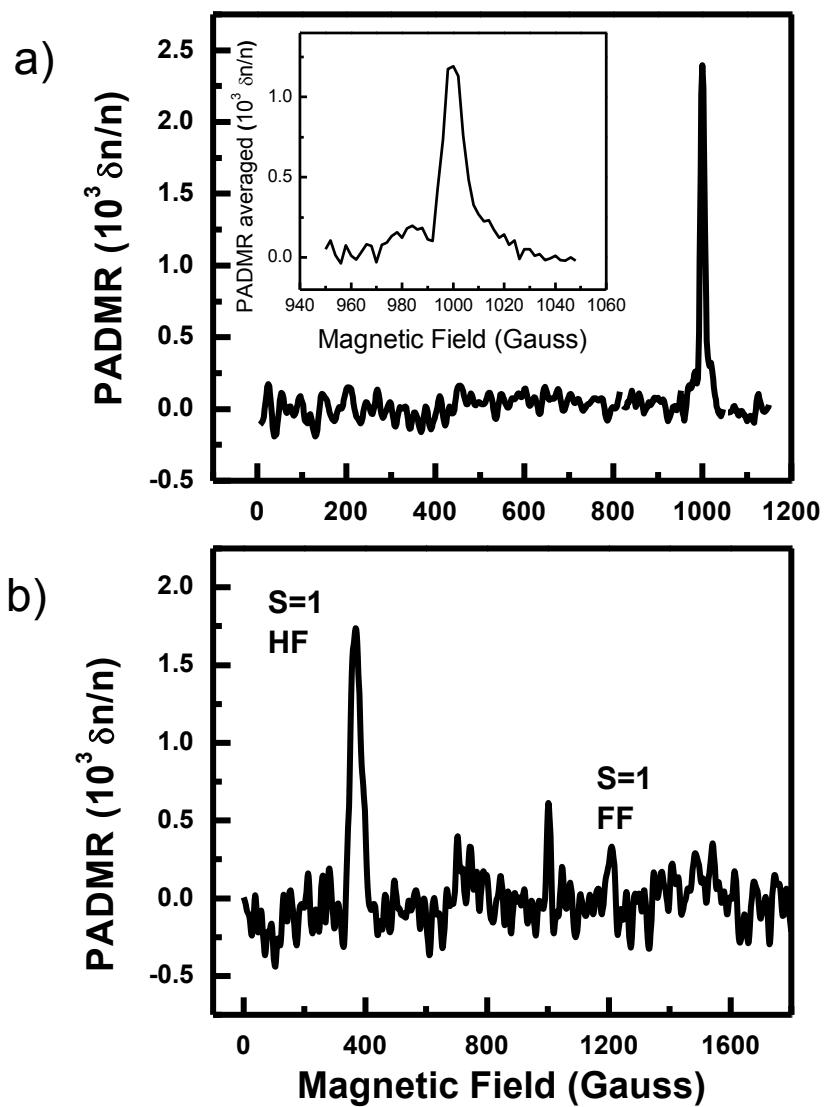 a)
PADMR (10³ δn/n)
2.5
2.0
1.5
1.0
0.5
0.0
-0.5
0 200 400 600 800 1000 1200
PADMR averaged (10³ δn/n)
1.0
0.5
0.0
940 960 980 1000 1020 1040 1060
Magnetic Field (Gauss)
b)
PADMR (10³ δn/n)
2.0
1.5
1.0
0.5
0.0
-0.5
S=1
HF
S=1
FF
0 400 800 1200 1600
Magnetic Field (Gauss)